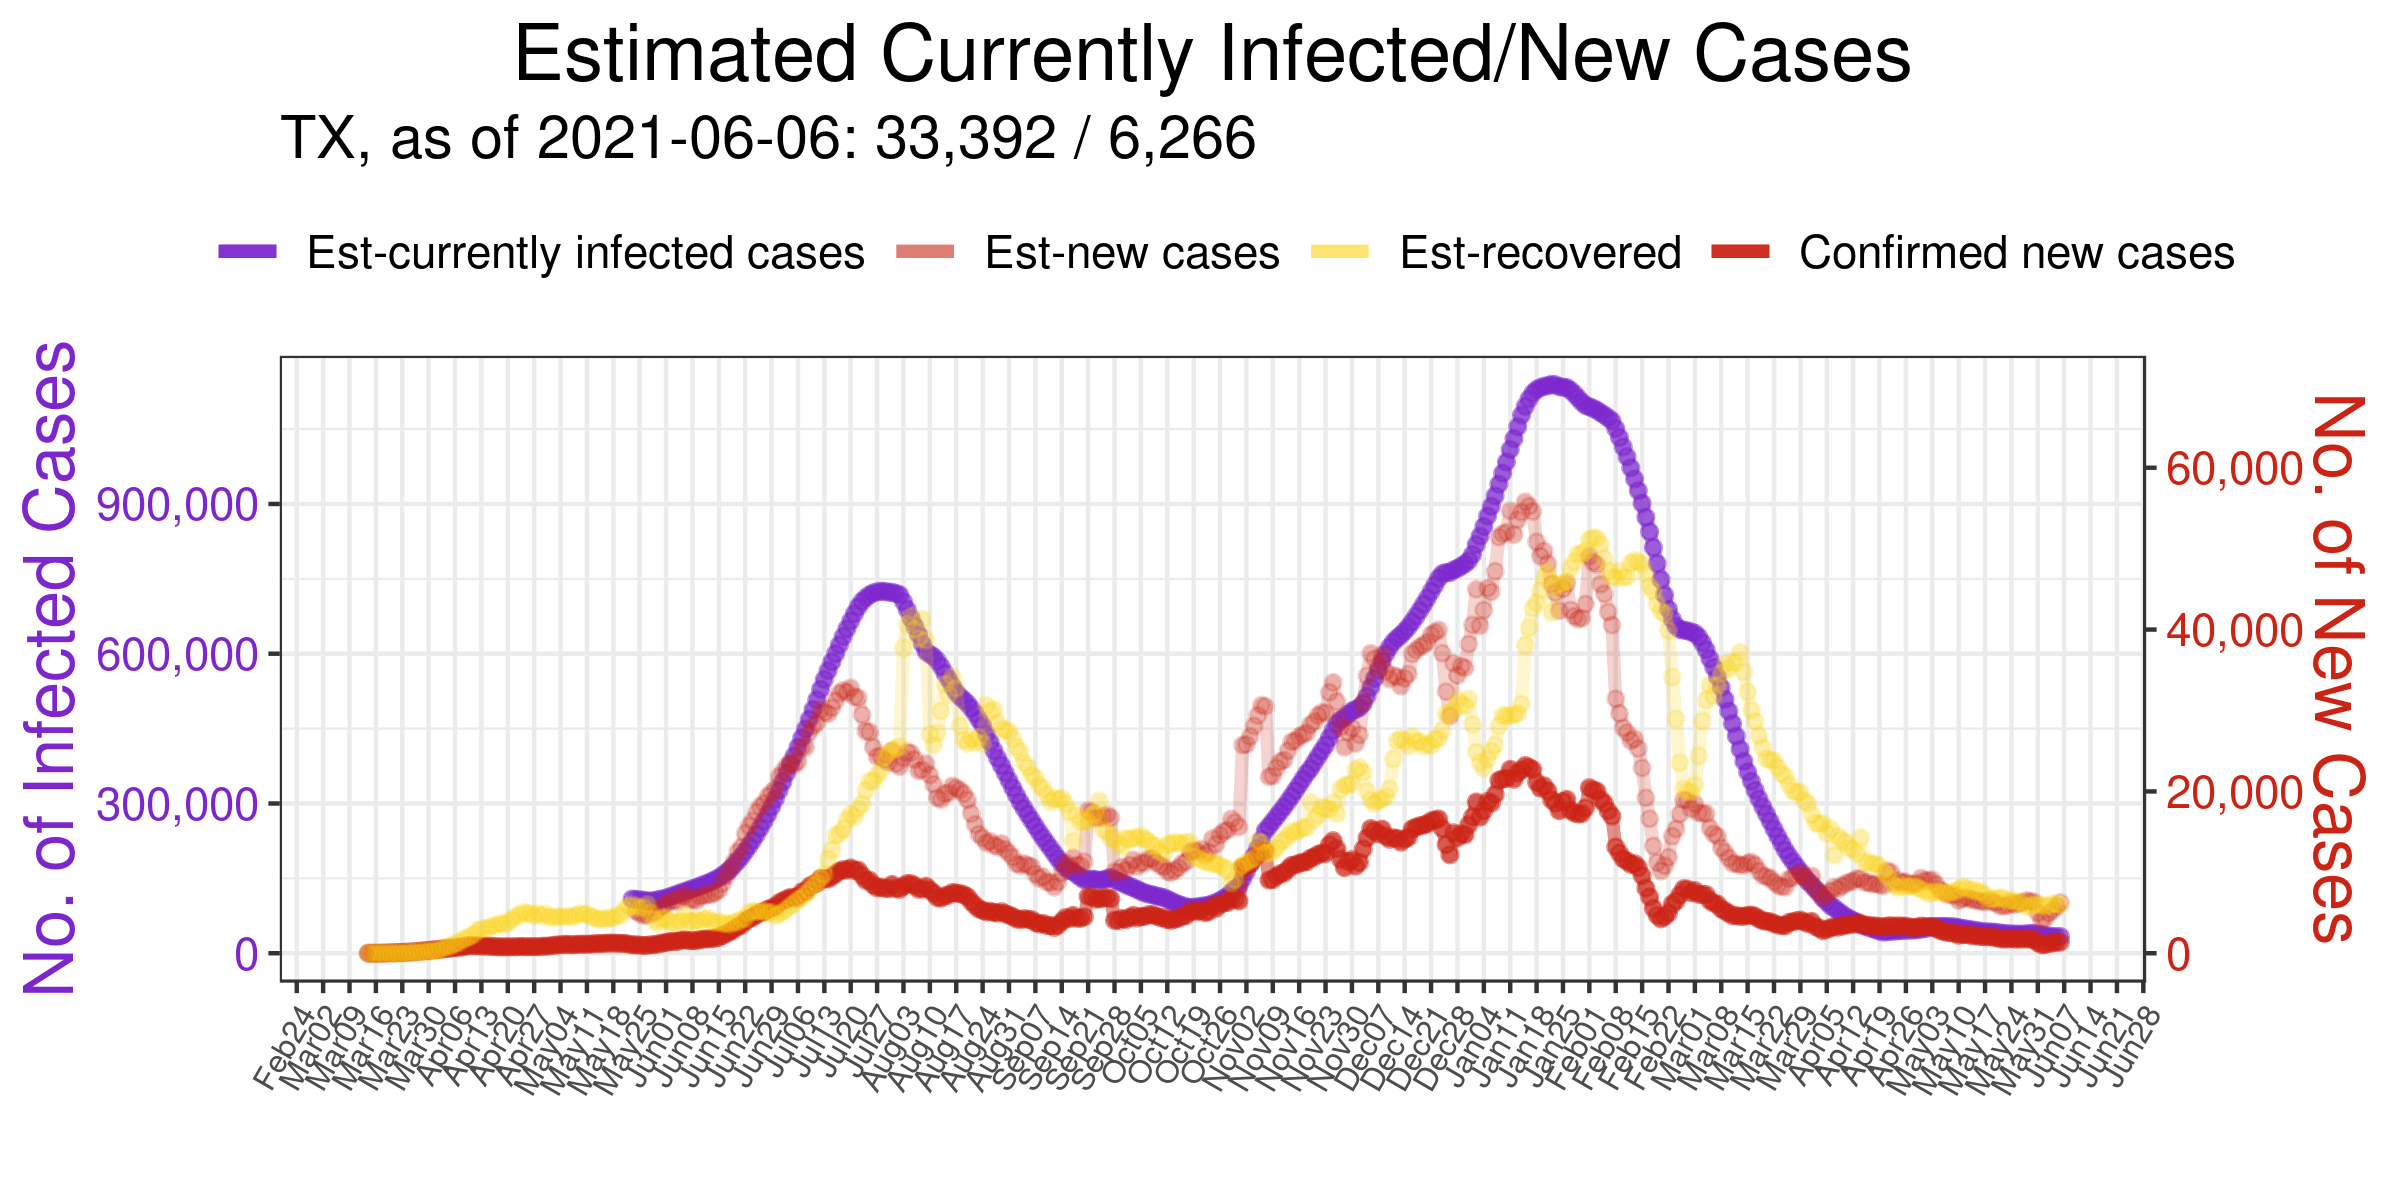 Estimated Currently Infected/New Cases
TX, as of 2021-06-06: 33,392 / 6,266
Est-currently infected cases Est-new cases Est-recovered Confirmed new cases
No. of Infected Cases
900,000
600,000
300,000
0
60,000
40,000
20,000
0
No. of New Cases
Feb24 Mar02 Mar09 Mar16 Mar23 Mar30 Apr06 Apr13 Apr20 Apr27 May04 May11 May18 May25 Jun01 Jun08 Jun15 Jun22 Jun29 Jul06 Jul13 Jul20 Jul27 Aug03 Aug10 Aug17 Aug24 Aug31 Sep07 Sep14 Sep21 Sep28 Oct05 Oct12 Oct19 Oct26 Nov02 Nov09 Nov16 Nov23 Nov30 Dec07 Dec14 Dec21 Dec28 Jan04 Jan11 Jan18 Jan25 Feb01 Feb08 Feb15 Feb22 Mar01 Mar08 Mar15 Mar22 Mar29 Apr05 Apr12 Apr19 Apr26 May03 May10 May17 May24 May31 Jun07 Jun14 Jun21 Jun28